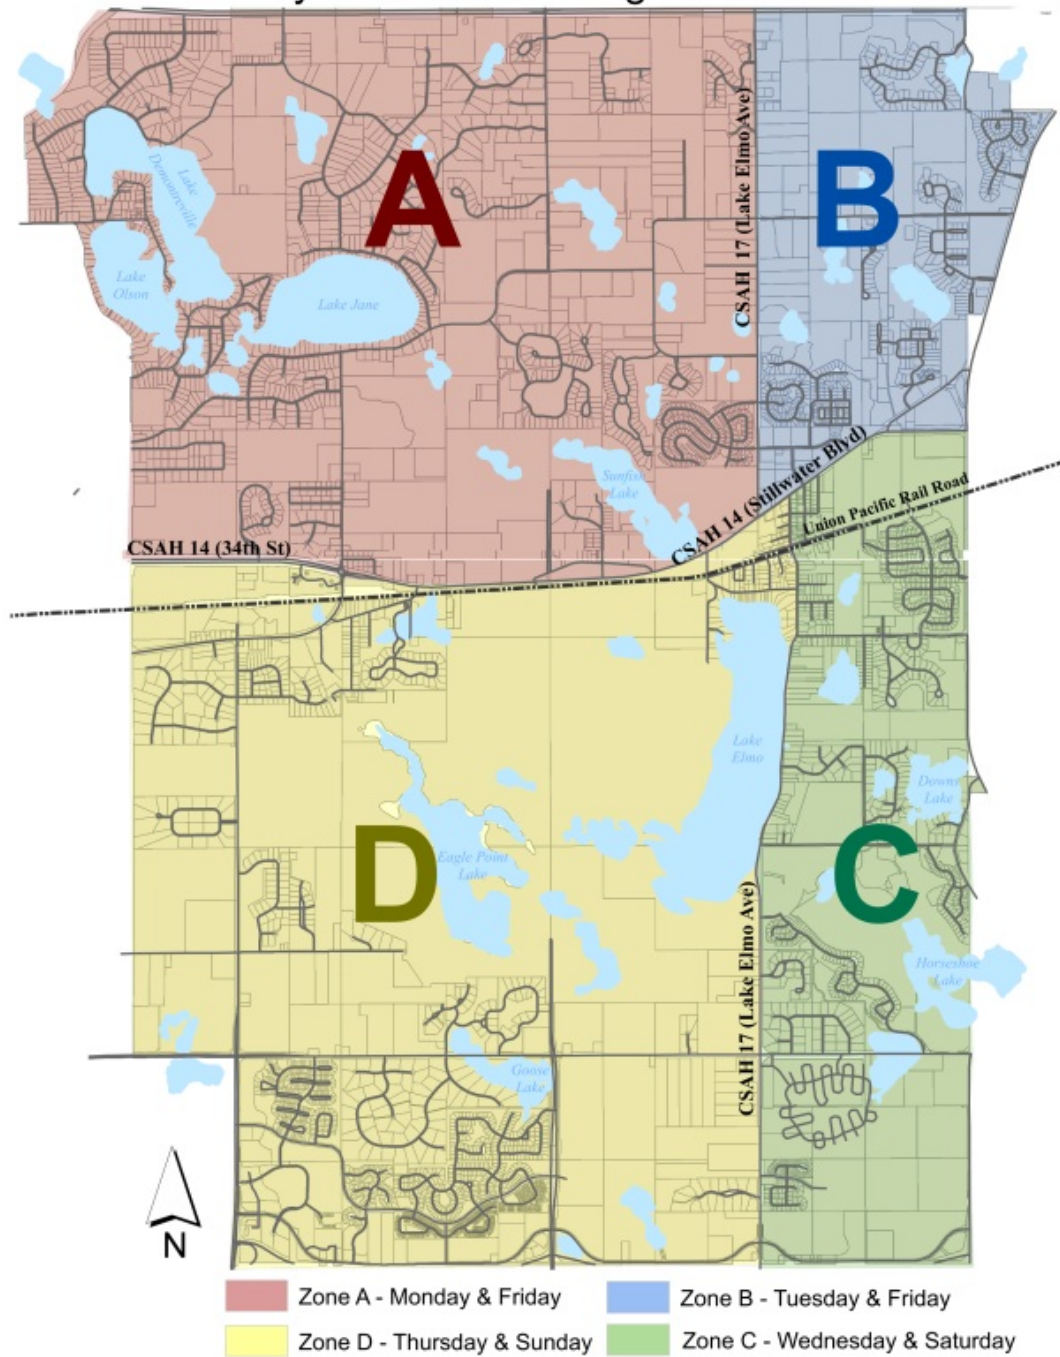 A
B
CSAH 17 (Lake Elmo Ave)
Lake
Demontreville
Lake
Olson
Lake Jane
Sunfish
Lake
CSAH 14 (Stillwater Blvd)
Union Pacific Rail Road
CSAH 14 (34th St)
Lake
Elmo
Downs
Lake
D
Eagle Point
Lake
C
CSAH 17 (Lake Elmo Ave)
Horseshoe
Lake
Goose
Lake
N
Zone A - Monday & Friday
Zone B - Tuesday & Friday
Zone D - Thursday & Sunday
Zone C - Wednesday & Saturday